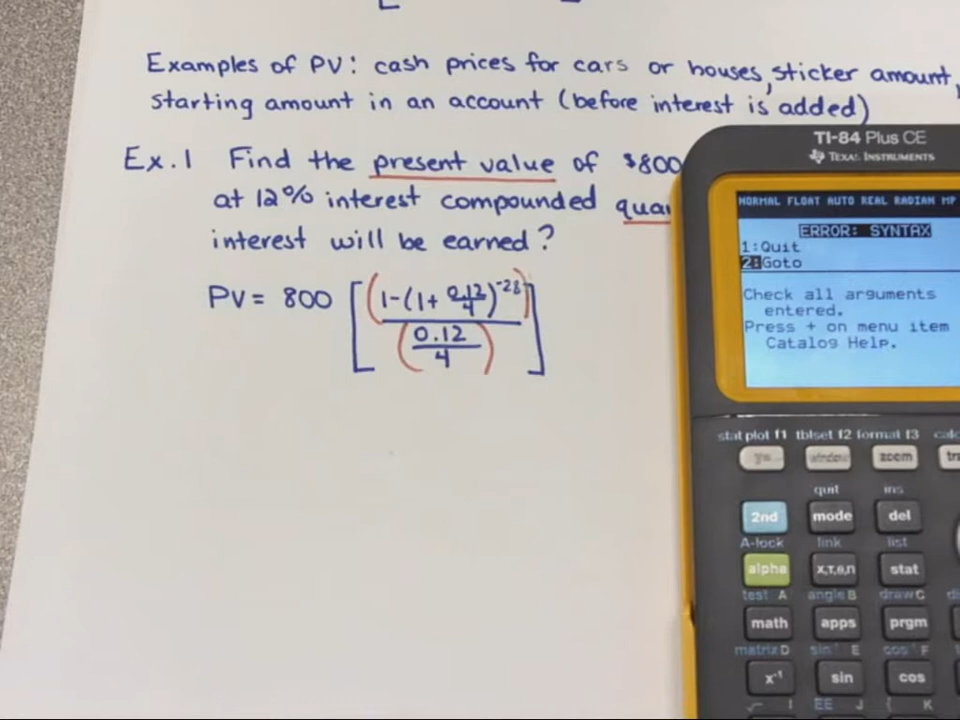 Examples of PV: cash prices for cars or houses, sticker amount,
starting amount in an account (before interest is added)
Ex.1 Find the present value of $800
at 12% interest compounded
interest will be earned?
PV = 800 [(1-(1+ 0.12/4)^-28) / (0.12/4)]
TI-84 Plus CE
TEXAS INSTRUMENTS
NORMAL FLOAT AUTO REAL RADIAN MP
ERROR: SYNTAX
1:Quit
2:Goto
Check all arguments
entered.
Press + on menu item
Catalog Help.
stat plot f1 tblset f2 format f3
y= window zoom
quit ins
2nd mode del
A-lock link list
alpha X,T,θ,n stat
test A angle B draw C
math apps prgm
matrix D sin⁻¹ E cos⁻¹ F
x⁻¹ sin cos
EE J K